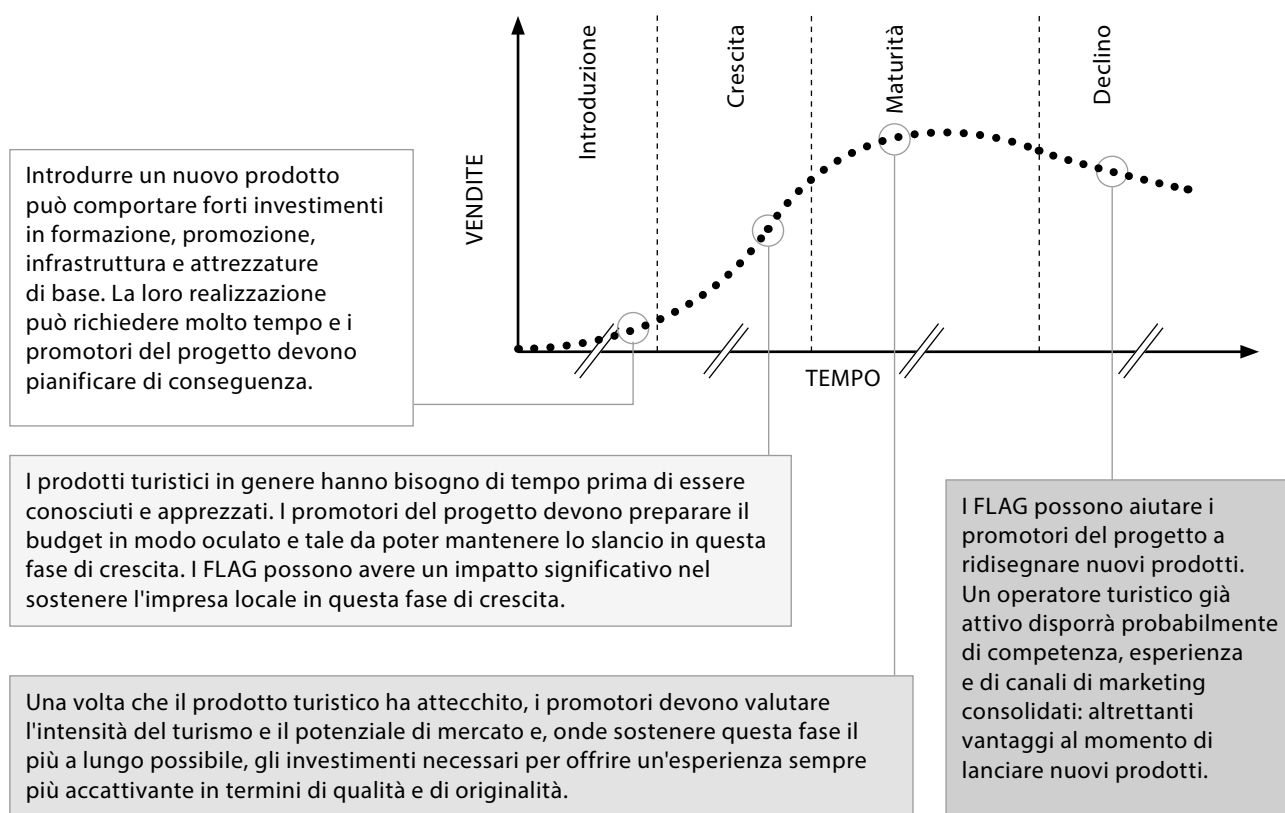 Introduzione
Crescita
Maturità
Declino
VENDITE
TEMPO
Introdurre un nuovo prodotto
può comportare forti investimenti
in formazione, promozione,
infrastruttura e attrezzature
di base. La loro realizzazione
può richiedere molto tempo e i
promotori del progetto devono
pianificare di conseguenza.
I prodotti turistici in genere hanno bisogno di tempo prima di essere
conosciuti e apprezzati. I promotori del progetto devono preparare il
budget in modo oculato e tale da poter mantenere lo slancio in questa
fase di crescita. I FLAG possono avere un impatto significativo nel
sostenere l'impresa locale in questa fase di crescita.
Una volta che il prodotto turistico ha attecchito, i promotori devono valutare
l'intensità del turismo e il potenziale di mercato e, onde sostenere questa fase il
più a lungo possibile, gli investimenti necessari per offrire un'esperienza sempre
più accattivante in termini di qualità e di originalità.
I FLAG possono aiutare i
promotori del progetto a
ridisegnare nuovi prodotti.
Un operatore turistico già
attivo disporrà probabilmente
di competenza, esperienza
e di canali di marketing
consolidati: altrettanti
vantaggi al momento di
lanciare nuovi prodotti.